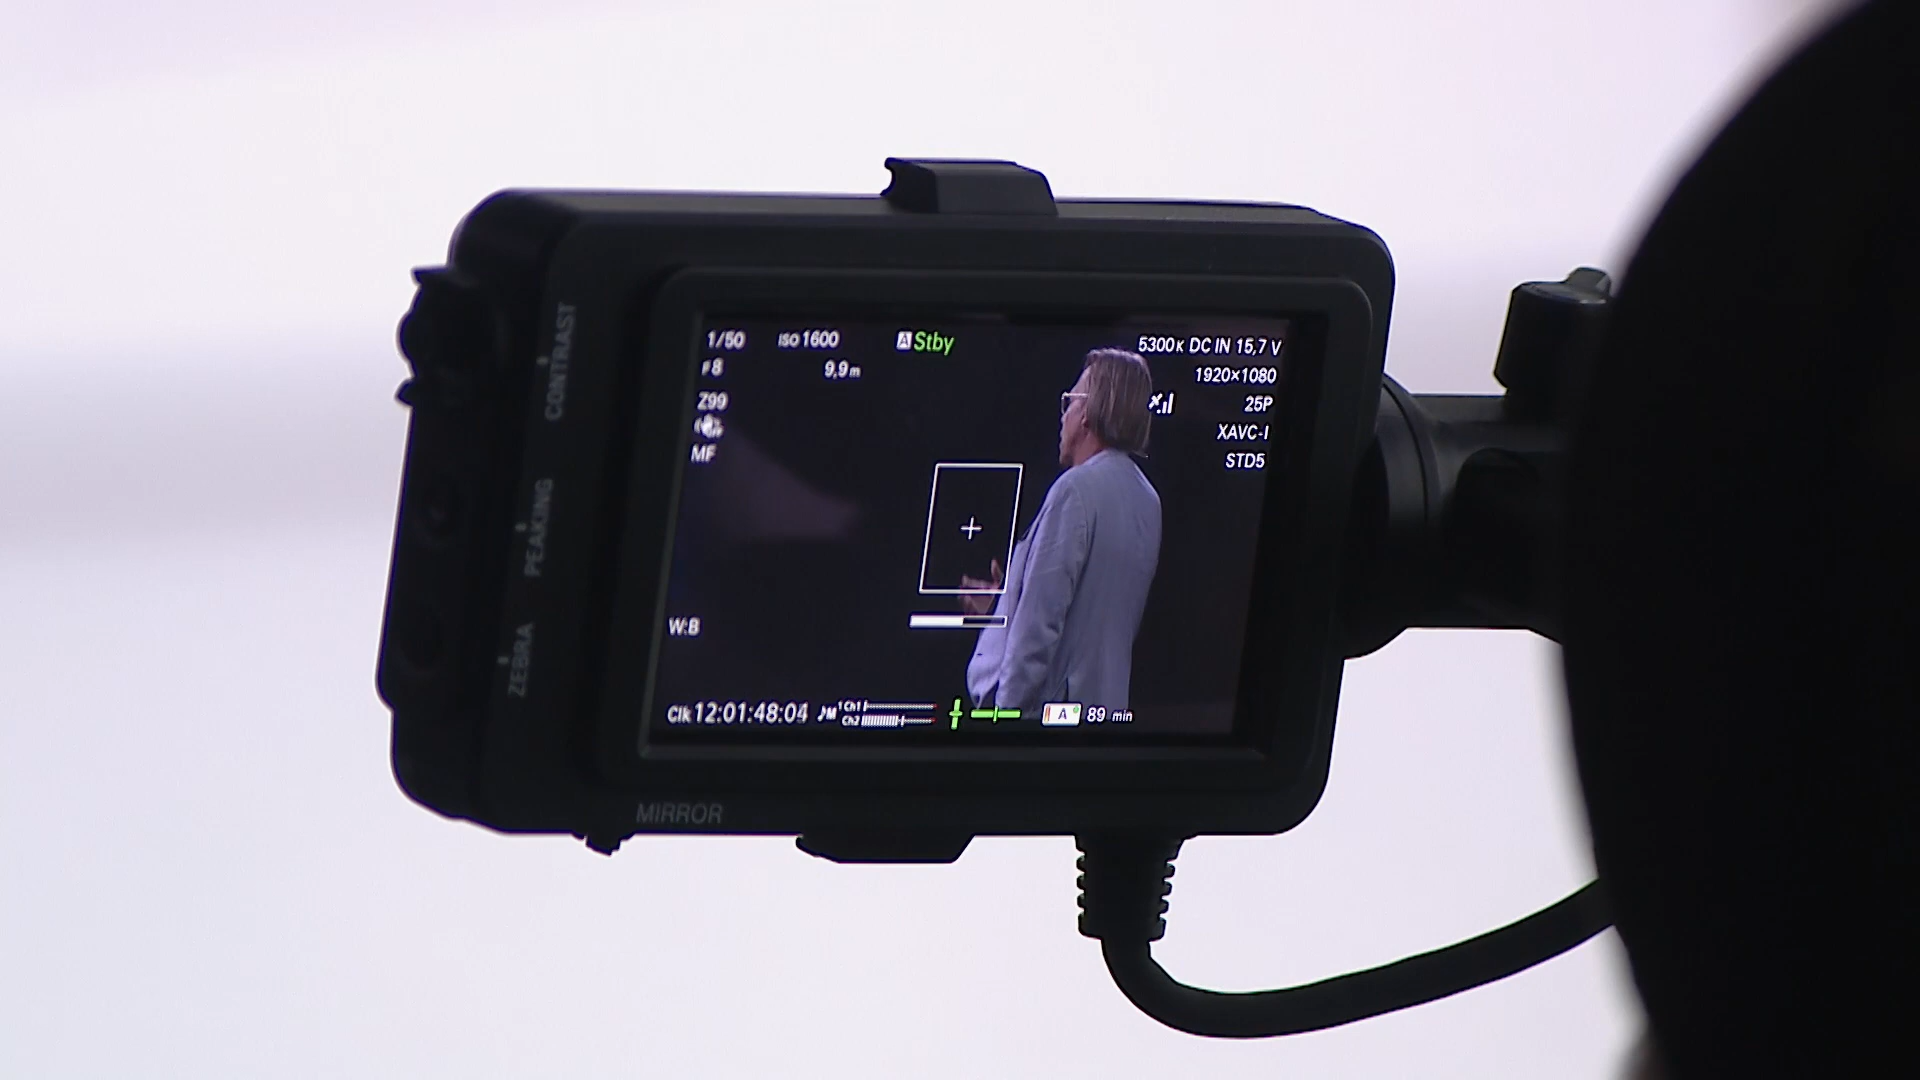 1/50 ISO 1600 A Stby 5300K DC IN 15,7 V
F8 9,9m 1920×1080
Z99 25P
MF XAVC-I
STD5
W:B
Clk 12:01:48:04 Ch1 A 89 min
Ch2
CONTRAST
PEAKING
ZEBRA
MIRROR